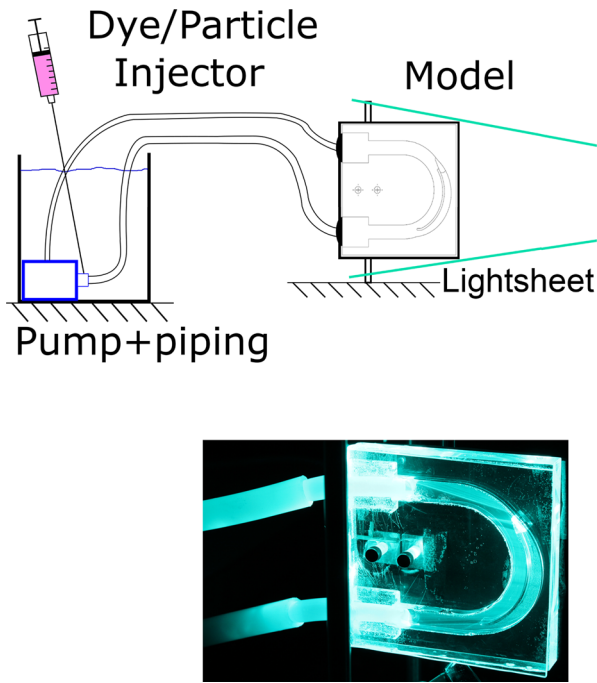 Dye/Particle
Injector
Model
Lightsheet
Pump+piping